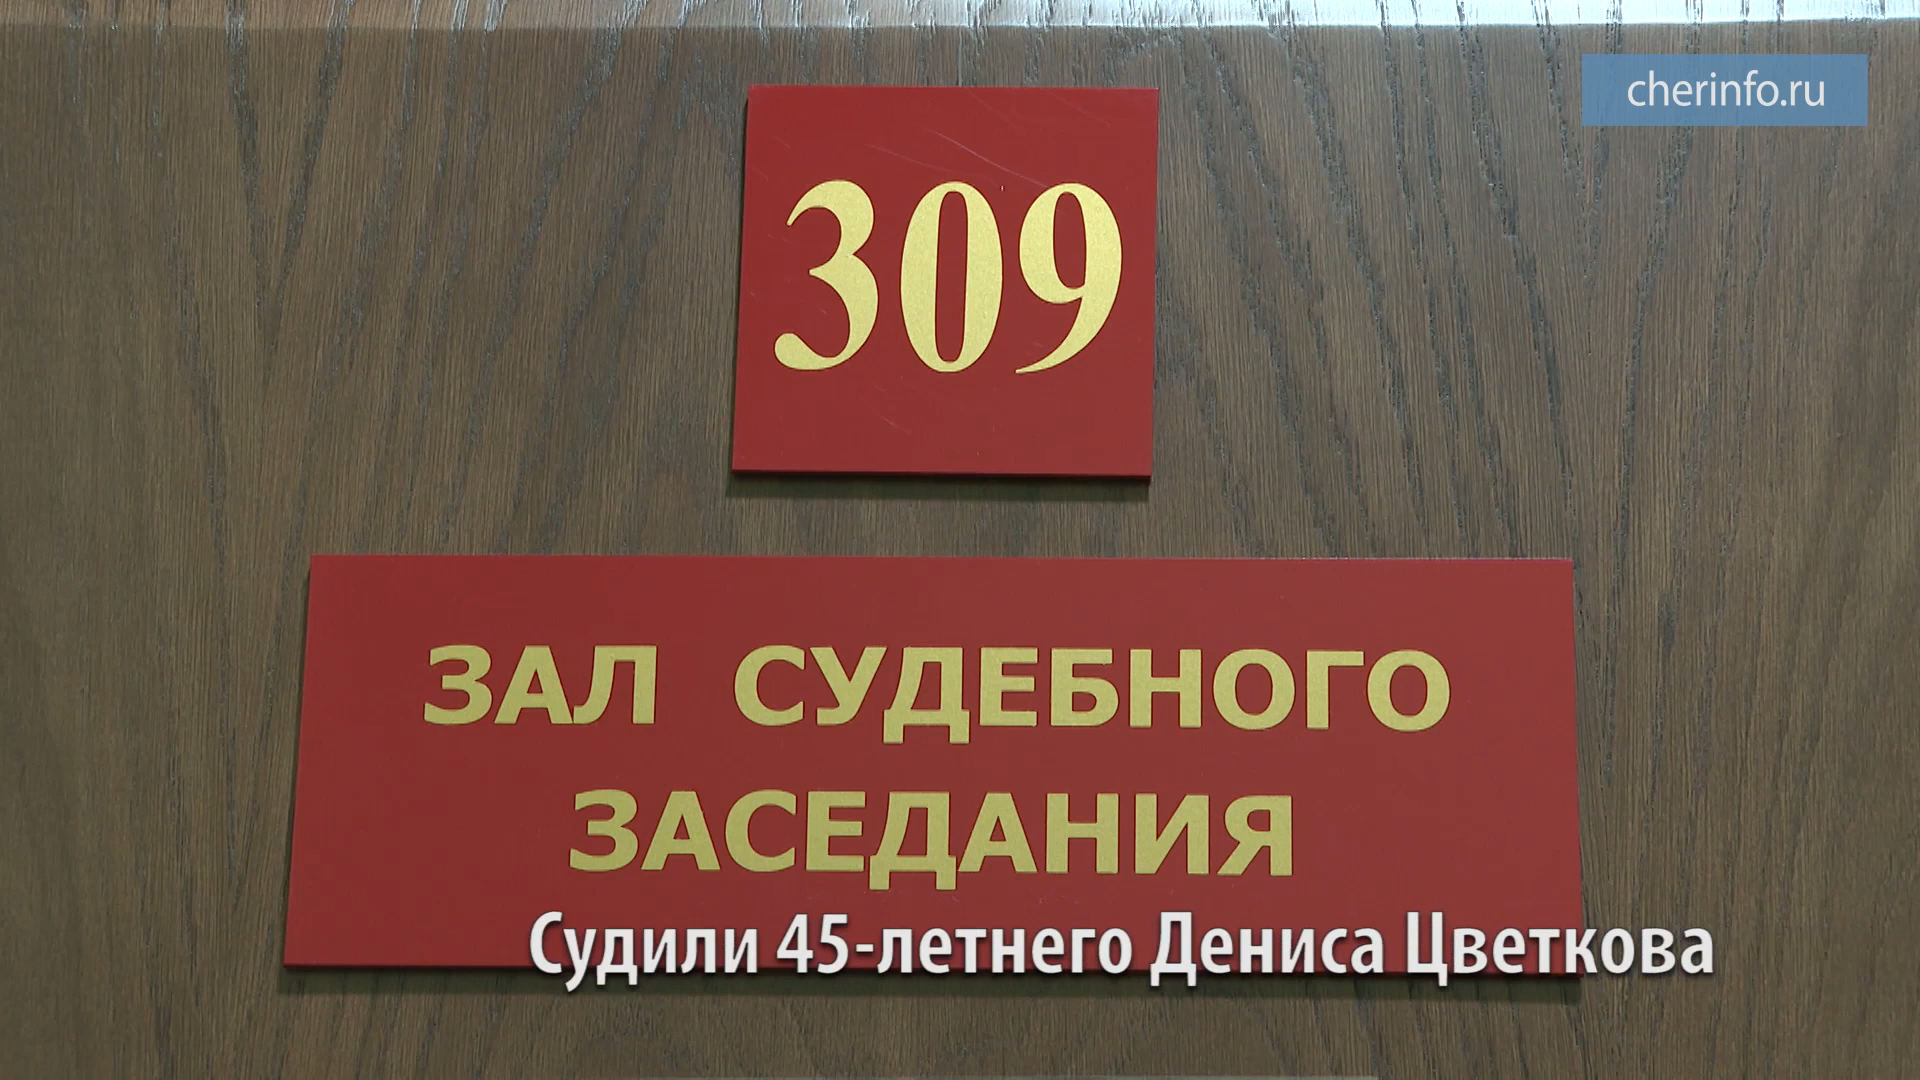 cherinfo.ru
309
ЗАЛ СУДЕБНОГО
ЗАСЕДАНИЯ
Судили 45-летнего Дениса Цветкова